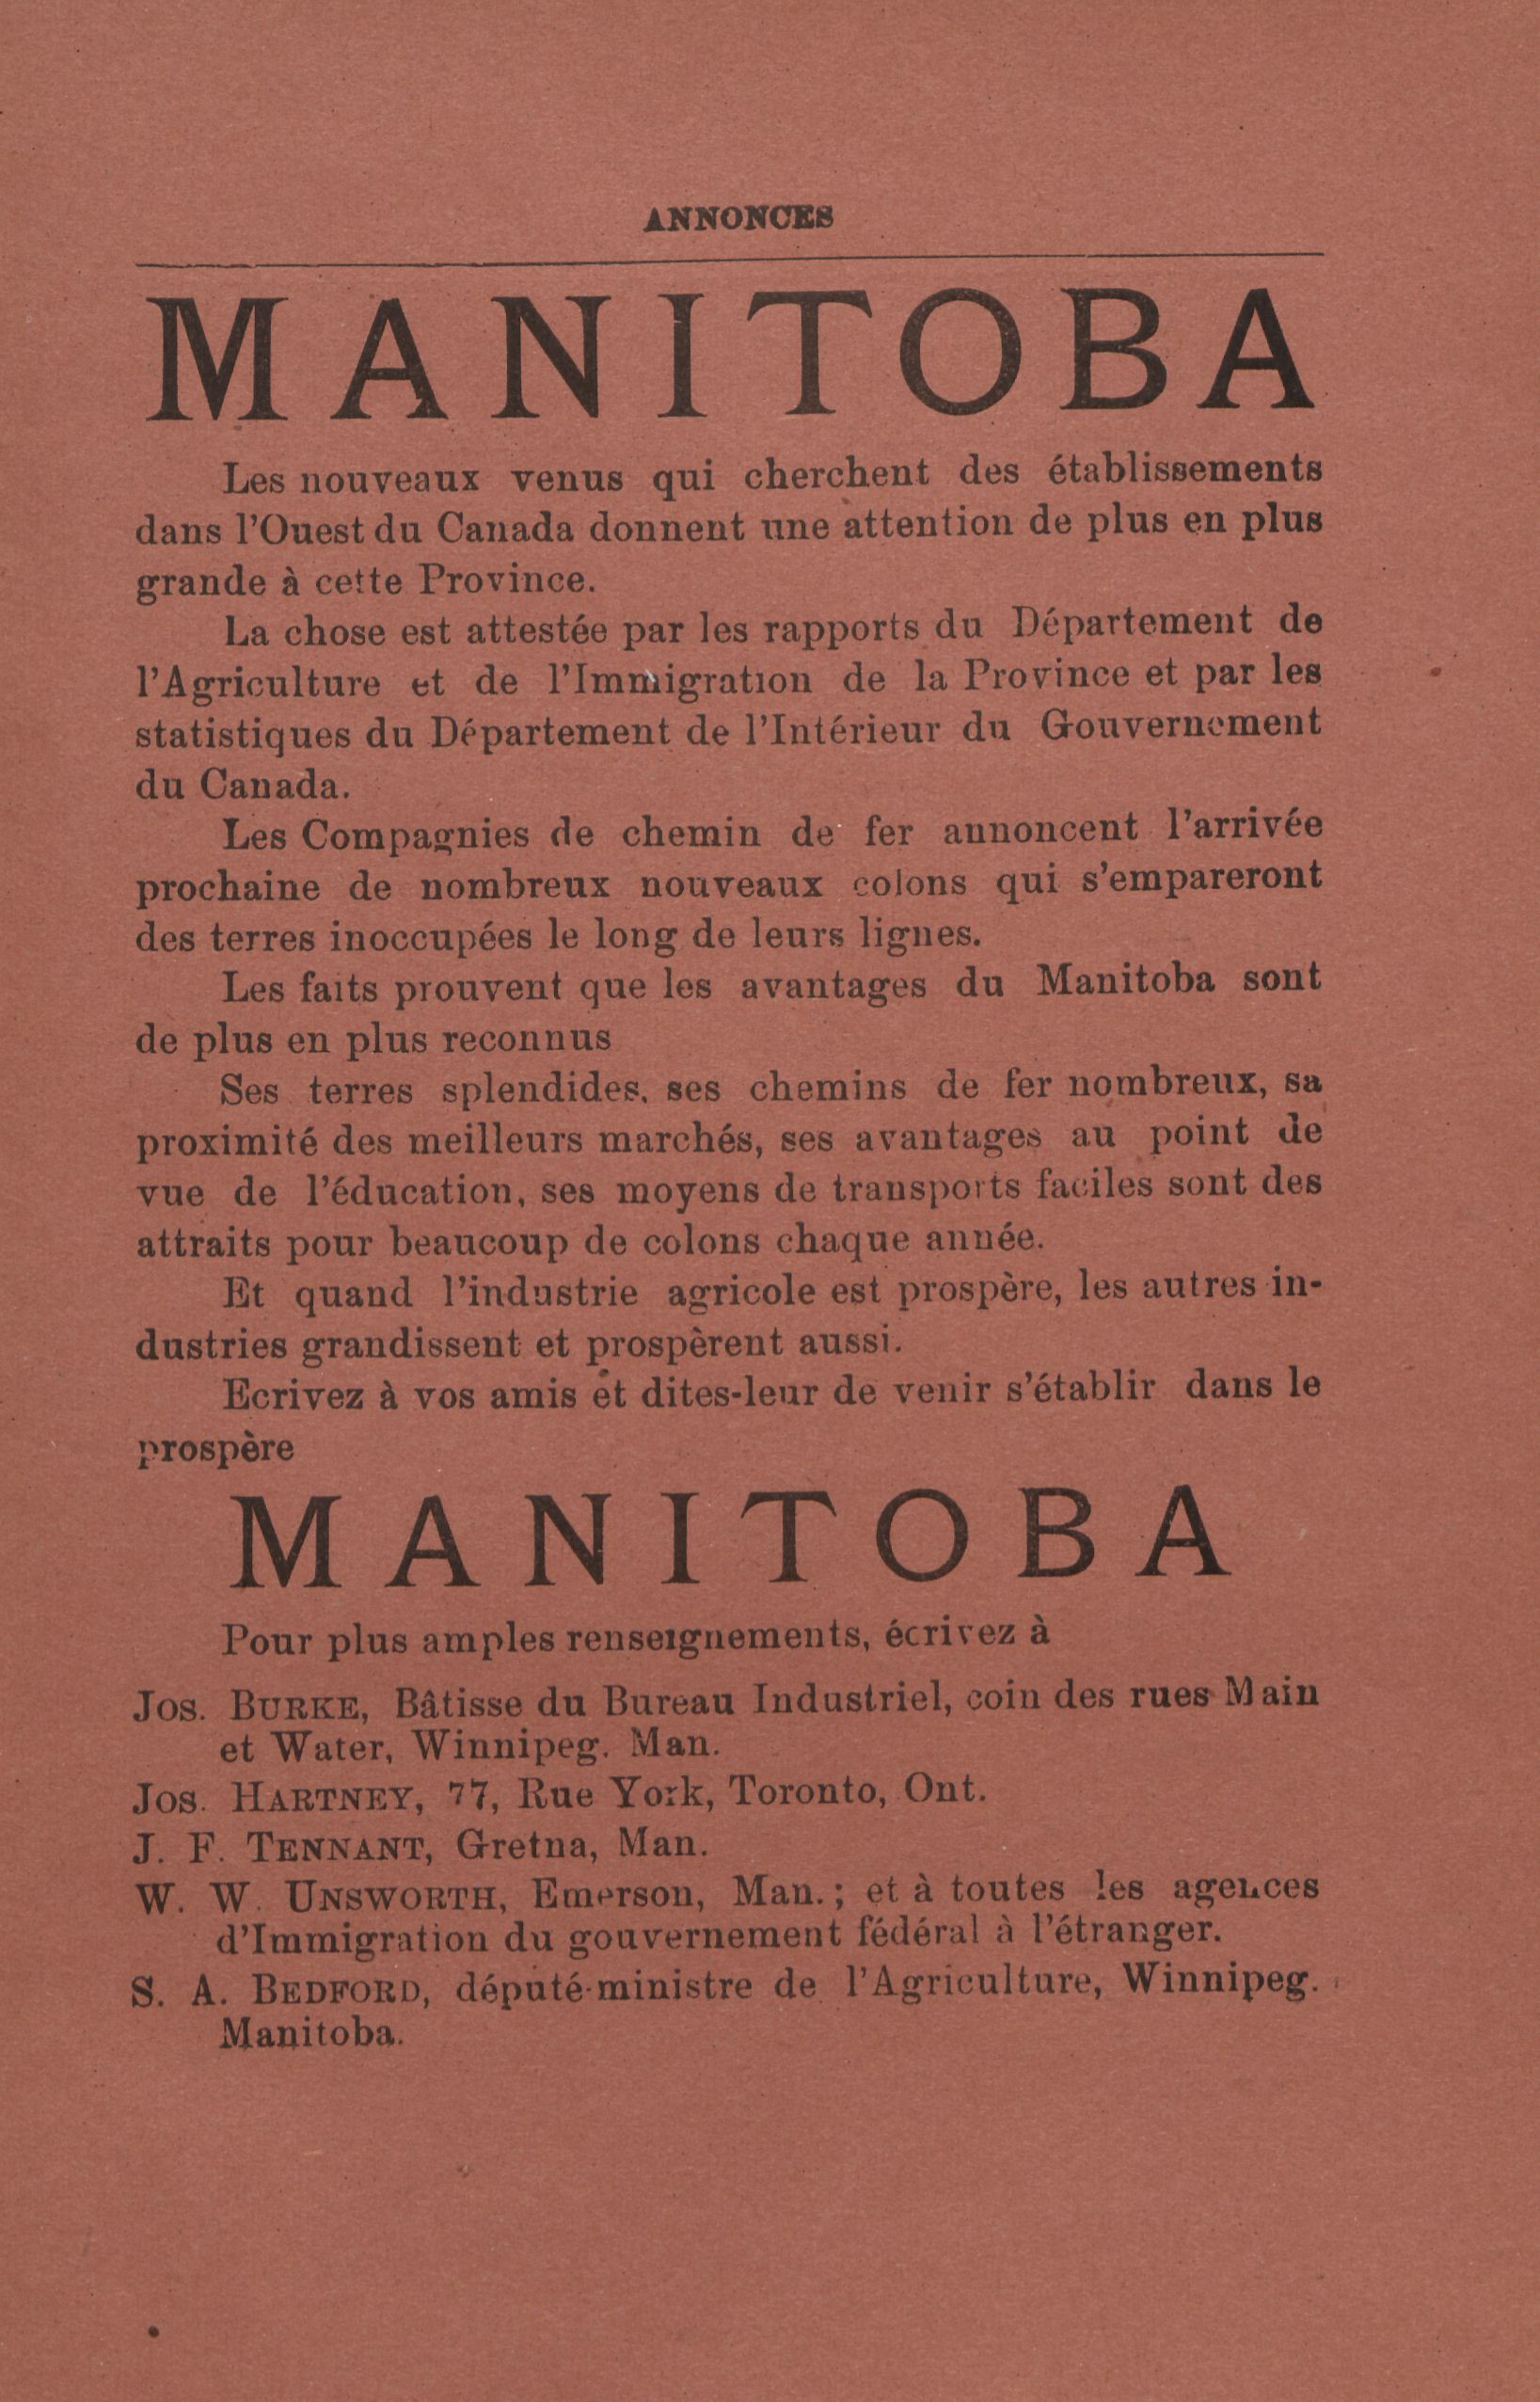 ANNONCES
MANITOBA
Les nouveaux venus qui cherchent des établissements
dans l'Ouest du Canada donnent une attention de plus en plus
grande à cette Province.
La chose est attestée par les rapports du Département de
l'Agriculture et de l'Immigration de la Province et par les
statistiques du Département de l'Intérieur du Gouvernement
du Canada.
Les Compagnies de chemin de fer annoncent l'arrivée
prochaine de nombreux nouveaux colons qui s'empareront
des terres inoccupées le long de leurs lignes.
Les faits prouvent que les avantages du Manitoba sont
de plus en plus reconnus
Ses terres splendides, ses chemins de fer nombreux, sa
proximité des meilleurs marchés, ses avantages au point de
vue de l'éducation, ses moyens de transports faciles sont des
attraits pour beaucoup de colons chaque année.
Et quand l'industrie agricole est prospère, les autres in-
dustries grandissent et prospèrent aussi.
Ecrivez à vos amis et dites-leur de venir s'établir dans le
prospère
MANITOBA
Pour plus amples renseignements, écrivez à
Jos. BURKE, Bâtisse du Bureau Industriel, coin des rues Main
et Water, Winnipeg. Man.
Jos. HARTNEY, 77, Rue York, Toronto, Ont.
J. F. TENNANT, Gretna, Man.
W. W. UNSWORTH, Emerson, Man.; et à toutes les agences
d'Immigration du gouvernement fédéral à l'étranger.
S. A. BEDFORD, député-ministre de l'Agriculture, Winnipeg.
Manitoba.